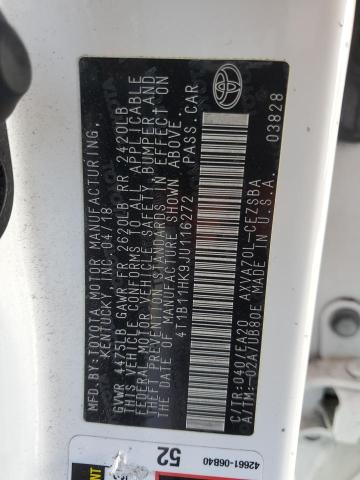 MFD.BY:TOYOTA MOTOR MANUFACTURING,
KENTUCKY, INC. 04/18
GVWR 4475LB GAWR FR 2620LB RR 2420LB
THIS VEHICLE CONFORMS TO ALL APPLICABLE
FEDERAL MOTOR VEHICLE SAFETY, BUMPER AND
THEFT PREVENTION STANDARDS IN EFFECT ON
THE DATE OF MANUFACTURE SHOWN ABOVE.
4T1B11HK9JU116272 PASS.CAR
C/TR:040/FA20 AXVA70L-CEZSBA
A/TM:-02A/UB80E MADE IN U.S.A.
03828
52
42661-06B40